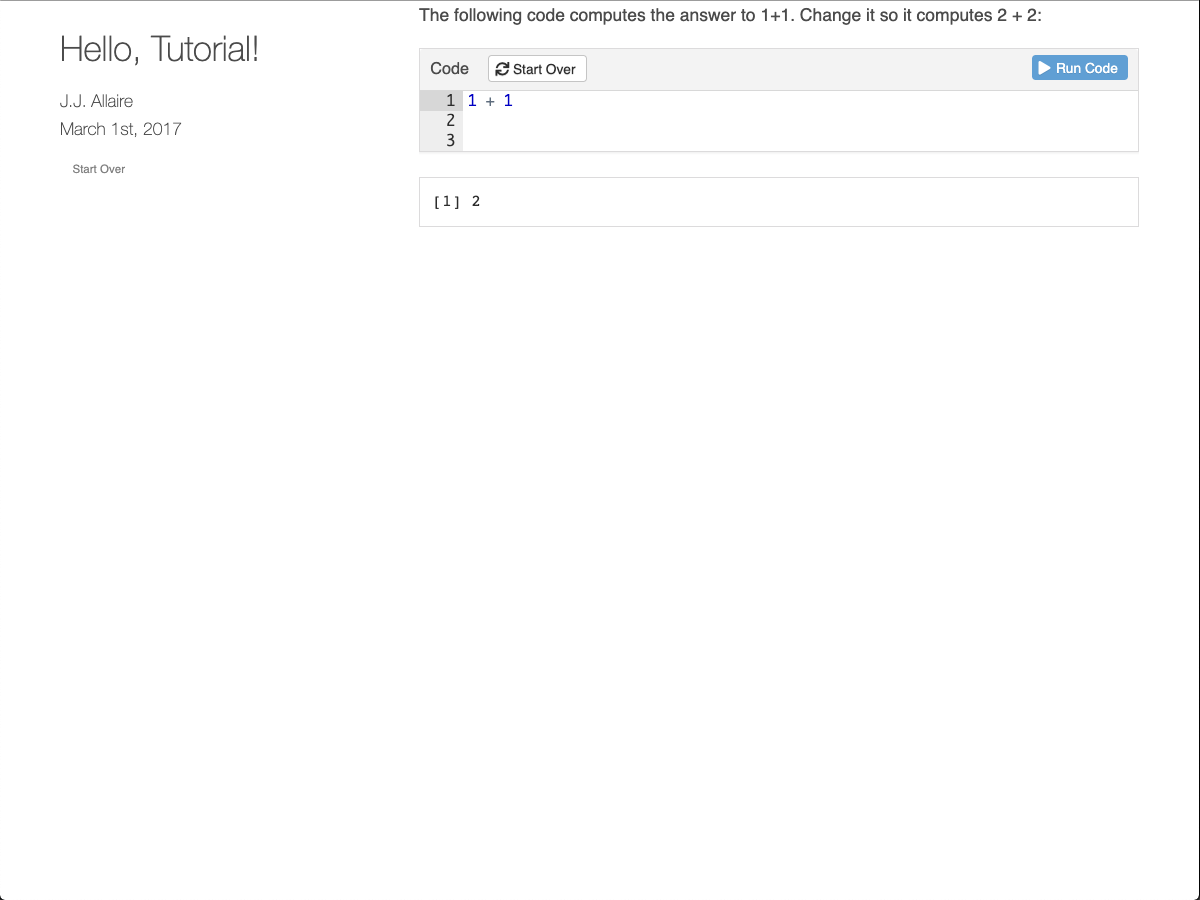 Hello, Tutorial!
J.J. Allaire
March 1st, 2017
Start Over
The following code computes the answer to 1+1. Change it so it computes 2 + 2:
Code Start Over Run Code
1 1 + 1
2
3
[1] 2